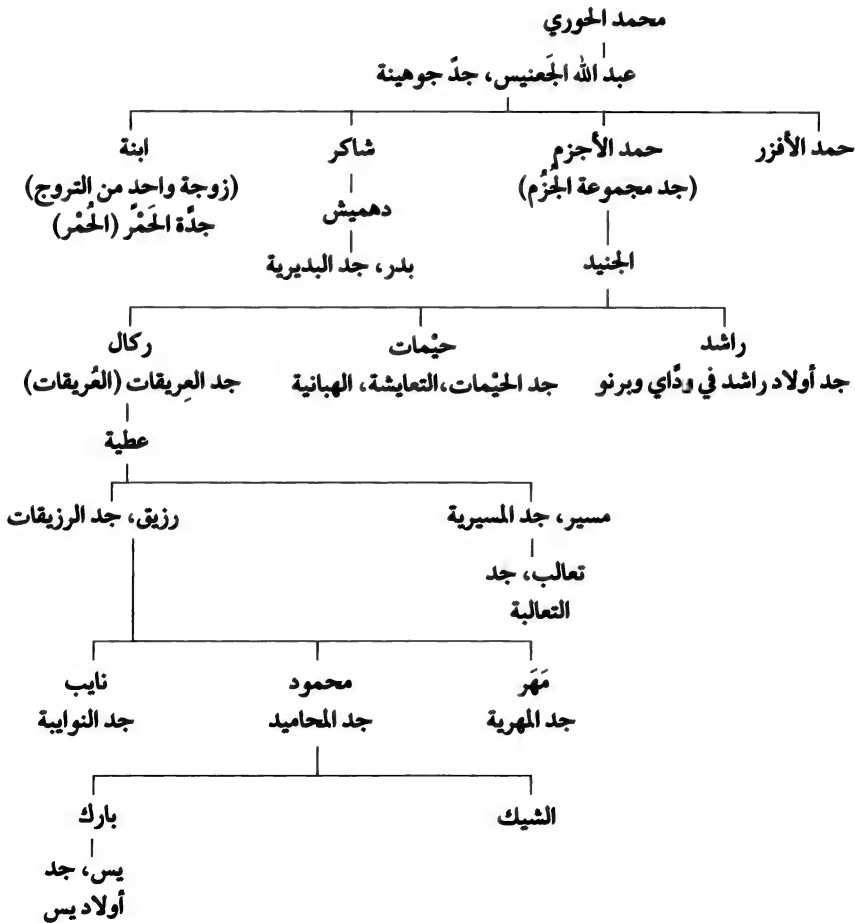 محمد الحوري
عبد الله الجَعنيس، جدّ جوهينة
حمد الأفزر
حمد الأجزم
(جد مجموعة الجُزُم)
شاكر
ابنة
(زوجة واحد من التروج)
جدَّة الحَمْرَ (الحُمْر)
دهميش
الجنيد
بدر، جد البديرية
راشد
جد أولاد راشد في ودَّاي وبرنو
حيْمات
جد الحيْمات، التعايشة، الهبانية
ركال
جد العِريقات (العُريقات)
عطية
مسير، جد المسيرية
رزيق، جد الرزيقات
تعالب، جد
التعالبة
مَهَر
جد المهرية
محمود
جد المحاميد
نايب
جد النوايبة
الشيك
بارك
يس، جد
أولاد يس